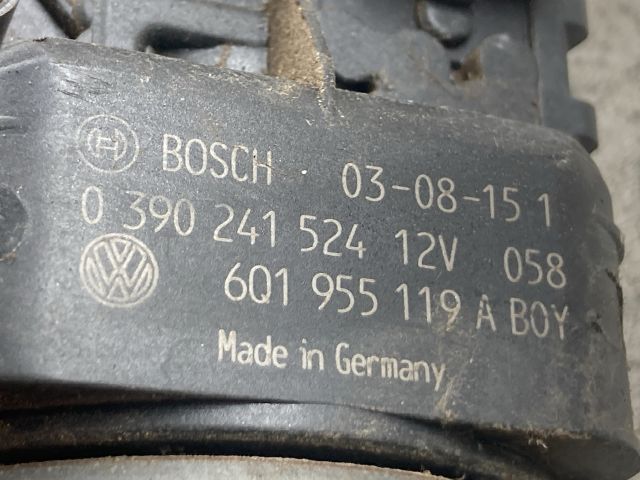 BOSCH 03-08-15 1
0 390 241 524 12V 058
6Q1 955 119 A BOY
Made in Germany